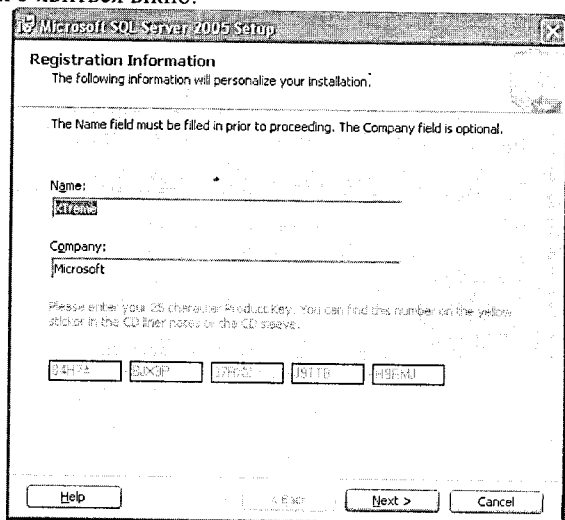 з'явиться вікно:
Microsoft SQL Server 2005 Setup
Registration Information
The following information will personalize your installation.
The Name field must be filled in prior to proceeding. The Company field is optional.
Name:
Company:
Microsoft
Please enter your 25 character Product Key. You can find this number on the yellow
sticker in the CD liner notes or the CD sleeve.
Help
< Back
Next >
Cancel